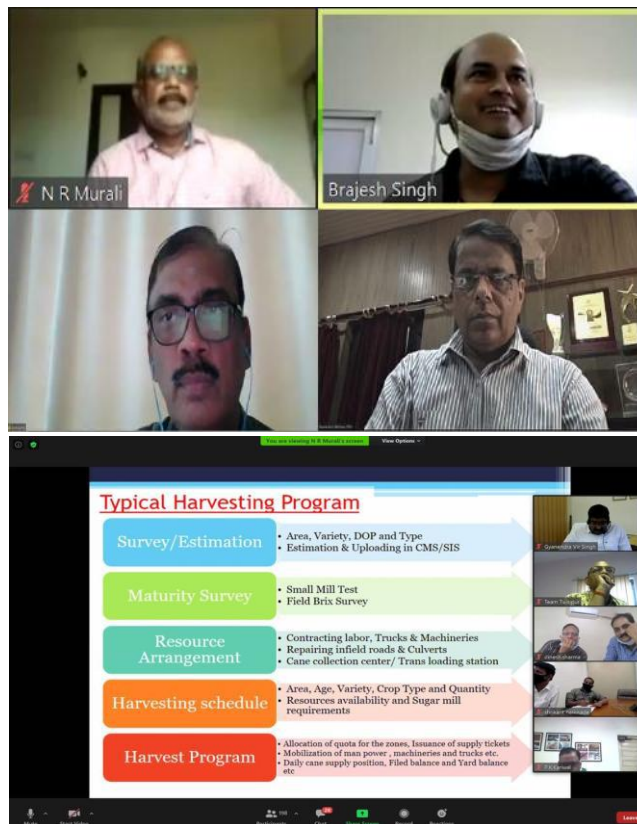 N R Murali
Brajesh Singh
You are viewing N R Murali's screen
View Options
Typical Harvesting Program
Survey/Estimation
• Area, Variety, DOP and Type
• Estimation & Uploading in CMS/SIS
Maturity Survey
• Small Mill Test
• Field Brix Survey
Resource
Arrangement
• Contracting labor, Trucks & Machineries
• Repairing infield roads & Culverts
• Cane collection center/ Trans loading station
Harvesting schedule
• Area, Age, Variety, Crop Type and Quantity
• Resources availability and Sugar mill
requirements
Harvest Program
• Allocation of quota for the zones, Issuance of supply tickets
• Mobilization of man power , machineries and trucks etc.
• Daily cane supply position, Filed balance and Yard balance
etc
Gyanendra Vir Singh
Leave